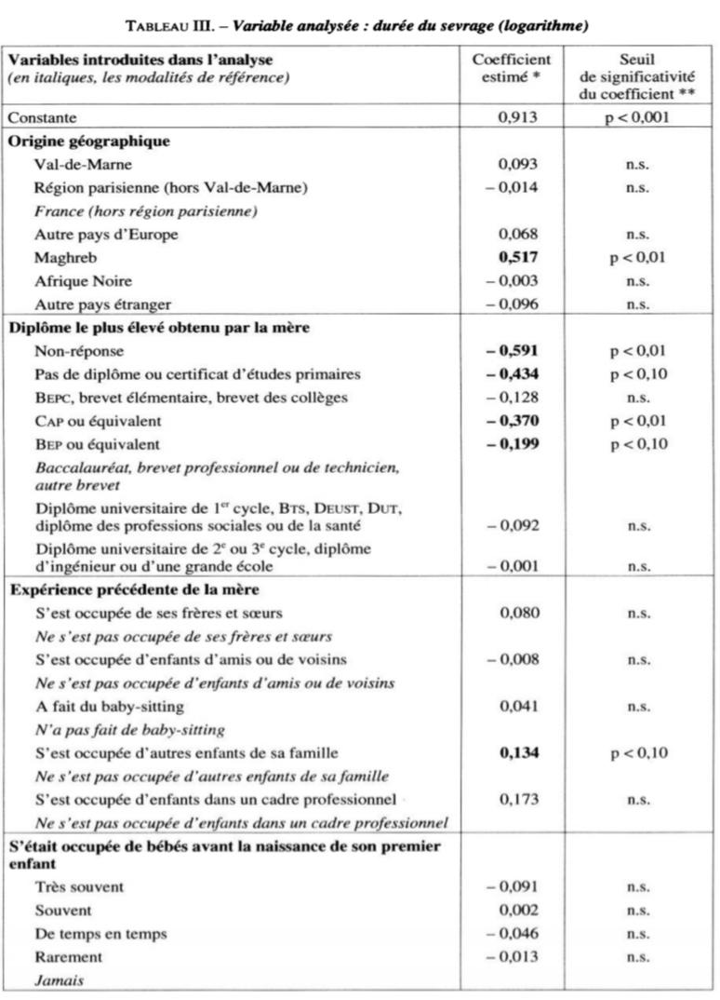 TABLEAU III. – Variable analysée : durée du sevrage (logarithme)
Variables introduites dans l'analyse Coefficient Seuil
(en italiques, les modalités de référence) estimé * de significativité
du coefficient **
Constante 0,913 p < 0,001
Origine géographique
Val-de-Marne 0,093 n.s.
Région parisienne (hors Val-de-Marne) – 0,014 n.s.
France (hors région parisienne)
Autre pays d'Europe 0,068 n.s.
Maghreb 0,517 p < 0,01
Afrique Noire – 0,003 n.s.
Autre pays étranger – 0,096 n.s.
Diplôme le plus élevé obtenu par la mère
Non-réponse – 0,591 p < 0,01
Pas de diplôme ou certificat d'études primaires – 0,434 p < 0,10
BEPC, brevet élémentaire, brevet des collèges – 0,128 n.s.
CAP ou équivalent – 0,370 p < 0,01
BEP ou équivalent – 0,199 p < 0,10
Baccalauréat, brevet professionnel ou de technicien,
autre brevet
Diplôme universitaire de 1er cycle, BTS, DEUST, DUT,
diplôme des professions sociales ou de la santé – 0,092 n.s.
Diplôme universitaire de 2e ou 3e cycle, diplôme
d'ingénieur ou d'une grande école – 0,001 n.s.
Expérience précédente de la mère
S'est occupée de ses frères et sœurs 0,080 n.s.
Ne s'est pas occupée de ses frères et sœurs
S'est occupée d'enfants d'amis ou de voisins – 0,008 n.s.
Ne s'est pas occupée d'enfants d'amis ou de voisins
A fait du baby-sitting 0,041 n.s.
N'a pas fait de baby-sitting
S'est occupée d'autres enfants de sa famille 0,134 p < 0,10
Ne s'est pas occupée d'autres enfants de sa famille
S'est occupée d'enfants dans un cadre professionnel 0,173 n.s.
Ne s'est pas occupée d'enfants dans un cadre professionnel
S'était occupée de bébés avant la naissance de son premier
enfant
Très souvent – 0,091 n.s.
Souvent 0,002 n.s.
De temps en temps – 0,046 n.s.
Rarement – 0,013 n.s.
Jamais